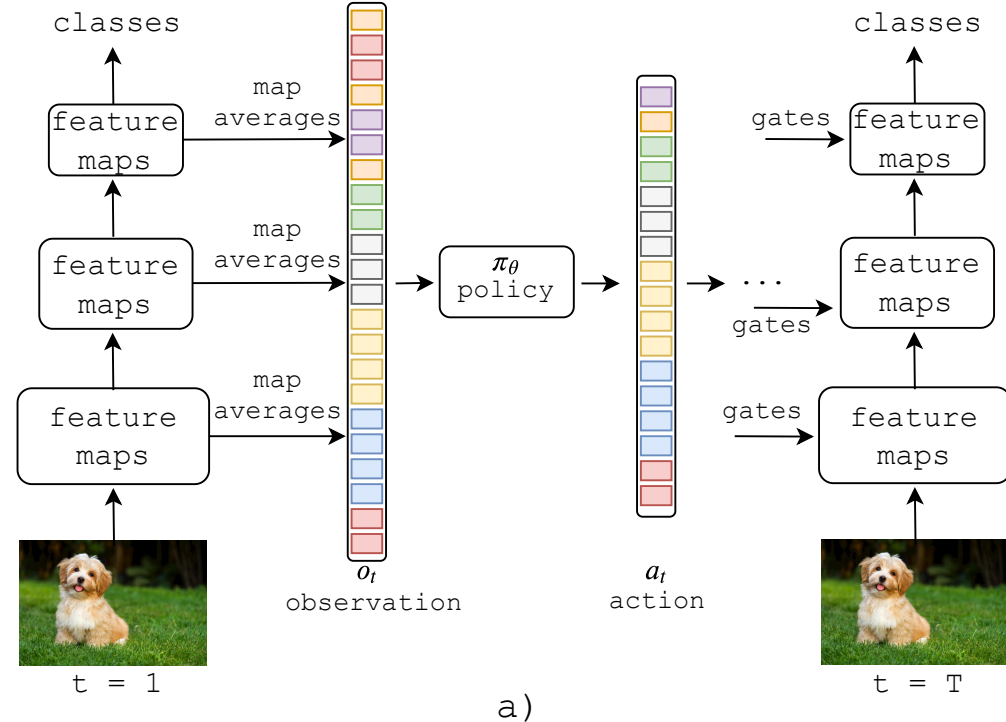 classes
feature
maps
map
averages
feature
maps
map
averages
feature
maps
map
averages
t = 1
o_t
observation
π_θ
policy
a_t
action
...
classes
gates
feature
maps
gates
feature
maps
gates
feature
maps
t = T
a)